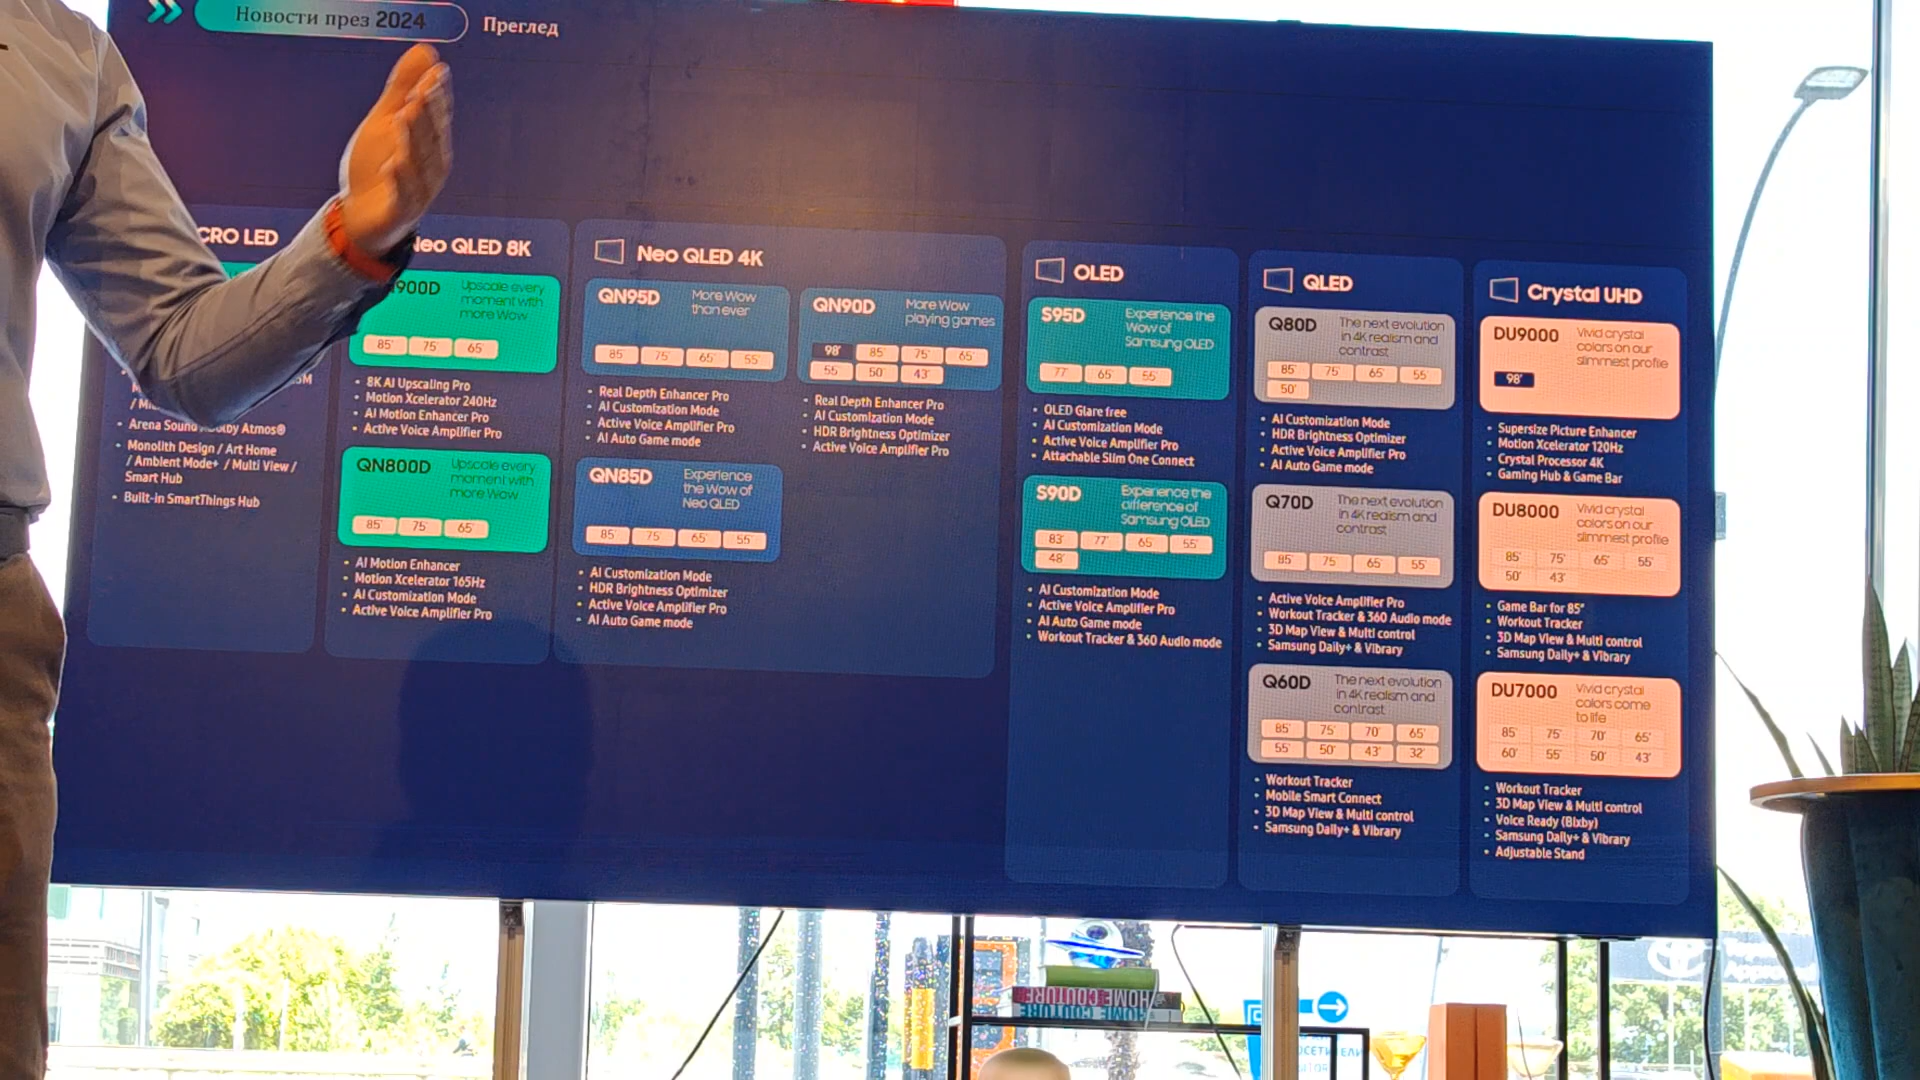 Новости през 2024
Преглед
CRO LED
Arena Sound
Dolby Atmos®
Monolith Design / Art Home
/ Ambient Mode+ / Multi View /
Smart Hub
Built-in SmartThings Hub
Neo QLED 8K
900D
Upscale every
moment with
more Wow
85" 75" 65"
8K AI Upscaling Pro
Motion Xcelerator 240Hz
AI Motion Enhancer Pro
Active Voice Amplifier Pro
QN800D
Upscale every
moment with
more Wow
85" 75" 65"
AI Motion Enhancer
Motion Xcelerator 165Hz
AI Customization Mode
Active Voice Amplifier Pro
Neo QLED 4K
QN95D
More Wow
than ever
85" 75" 65" 55"
Real Depth Enhancer Pro
AI Customization Mode
Active Voice Amplifier Pro
AI Auto Game mode
QN85D
Experience
the Wow of
Neo QLED
85" 75" 65" 55"
AI Customization Mode
HDR Brightness Optimizer
Active Voice Amplifier Pro
AI Auto Game mode
QN90D
More Wow
playing games
98" 85" 75" 65"
55" 50" 43"
Real Depth Enhancer Pro
AI Customization Mode
HDR Brightness Optimizer
Active Voice Amplifier Pro
OLED
S95D
Experience the
Wow of
Samsung OLED
77" 65" 55"
OLED Glare free
AI Customization Mode
Active Voice Amplifier Pro
Attachable Slim One Connect
S90D
Experience the
difference of
Samsung OLED
83" 77" 65" 55"
48"
AI Customization Mode
Active Voice Amplifier Pro
AI Auto Game mode
Workout Tracker & 360 Audio mode
QLED
Q80D
The next evolution
in 4K realism and
contrast
85" 75" 65" 55"
50"
AI Customization Mode
HDR Brightness Optimizer
Active Voice Amplifier Pro
AI Auto Game mode
Q70D
The next evolution
in 4K realism and
contrast
85" 75" 65" 55"
Active Voice Amplifier Pro
Workout Tracker & 360 Audio mode
3D Map View & Multi control
Samsung Daily+ & Vibrary
Q60D
The next evolution
in 4K realism and
contrast
85" 75" 70" 65"
55" 50" 43" 32"
Workout Tracker
Mobile Smart Connect
3D Map View & Multi control
Samsung Daily+ & Vibrary
Crystal UHD
DU9000
Vivid crystal
colors on our
slimmest profile
98"
Supersize Picture Enhancer
Motion Xcelerator 120Hz
Crystal Processor 4K
Gaming Hub & Game Bar
DU8000
Vivid crystal
colors on our
slimmest profile
85" 75" 65" 55"
50" 43"
Game Bar for 85"
Workout Tracker
3D Map View & Multi control
Samsung Daily+ & Vibrary
DU7000
Vivid crystal
colors come
to life
85" 75" 70" 65"
60" 55" 50" 43"
Workout Tracker
3D Map View & Multi control
Voice Ready (Bixby)
Samsung Daily+ & Vibrary
Adjustable Stand
HOME COUTURE
HOME COUTURE